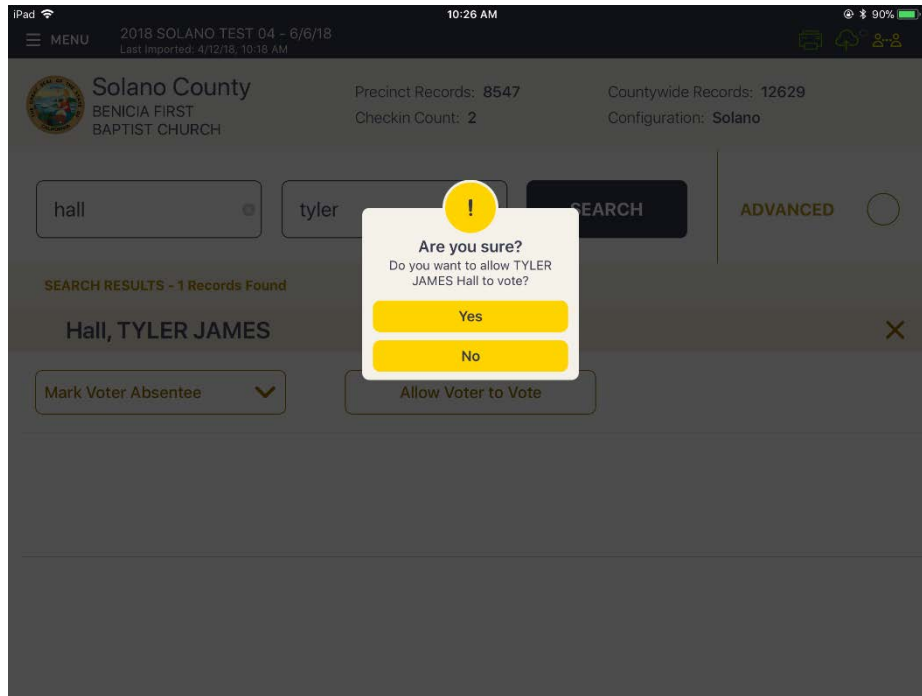 iPad 10:26 AM 90%
MENU 2018 SOLANO TEST 04 - 6/6/18
Last Imported: 4/12/18, 10:18 AM
Solano County
BENICIA FIRST
BAPTIST CHURCH
Precinct Records: 8547
Checkin Count: 2
Countywide Records: 12629
Configuration: Solano
hall tyler SEARCH ADVANCED
!
Are you sure?
Do you want to allow TYLER
JAMES Hall to vote?
Yes
No
SEARCH RESULTS - 1 Records Found
Hall, TYLER JAMES
Mark Voter Absentee Allow Voter to Vote